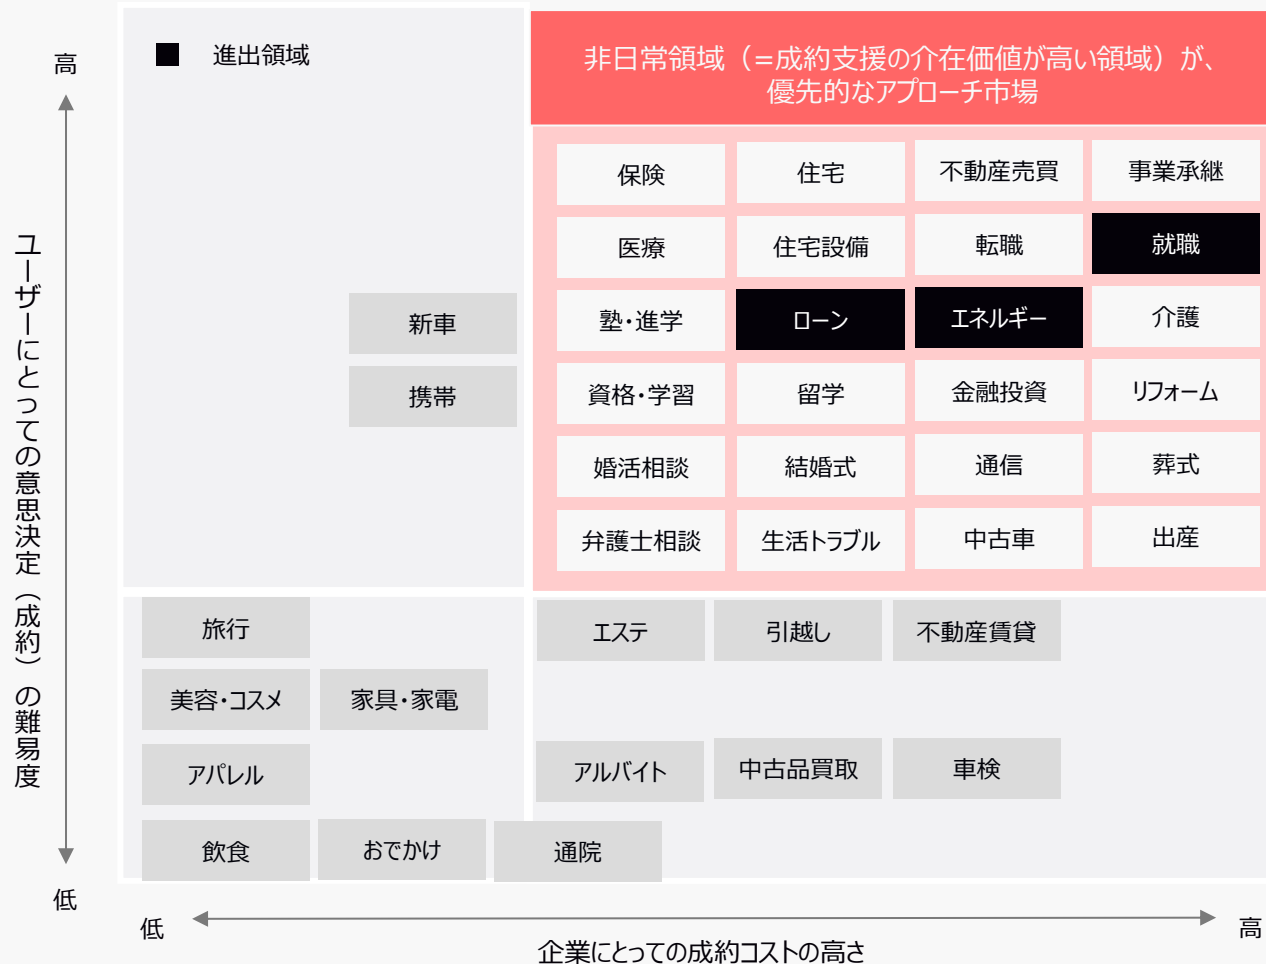 高
■ 進出領域
非日常領域（=成約支援の介在価値が高い領域）が、
優先的なアプローチ市場
保険 住宅 不動産売買 事業承継
医療 住宅設備 転職 就職
新車 塾・進学 ローン エネルギー 介護
携帯 資格・学習 留学 金融投資 リフォーム
婚活相談 結婚式 通信 葬式
弁護士相談 生活トラブル 中古車 出産
ユーザーにとっての意思決定（成約）の難易度
旅行 エステ 引越し 不動産賃貸
美容・コスメ 家具・家電
アパレル アルバイト 中古品買取 車検
飲食 おでかけ 通院
低
低 高
企業にとっての成約コストの高さ